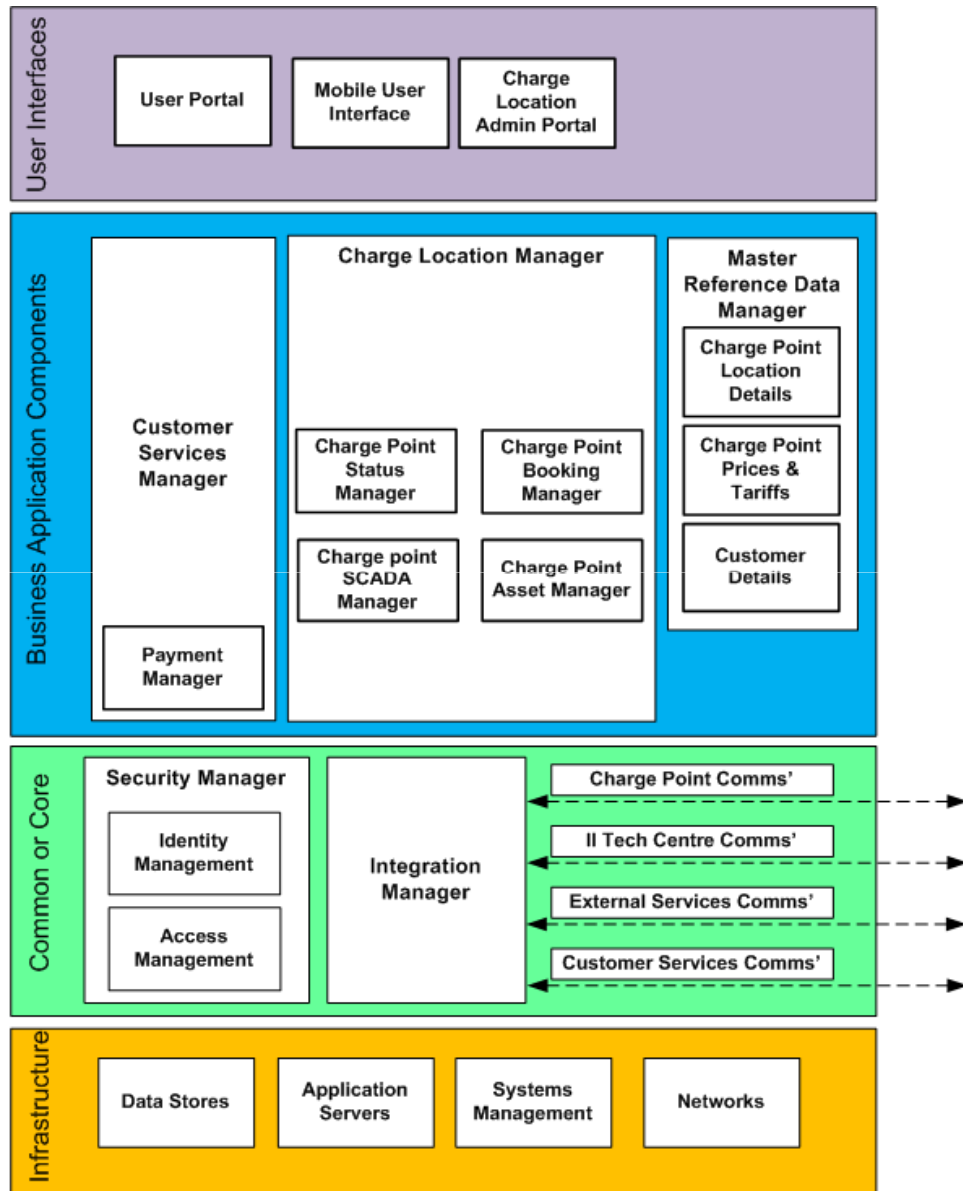 User Interfaces
User Portal
Mobile User
Interface
Charge
Location
Admin Portal
Business Application Components
Customer
Services
Manager
Payment
Manager
Charge Location Manager
Charge Point
Status
Manager
Charge Point
Booking
Manager
Charge point
SCADA
Manager
Charge Point
Asset Manager
Master
Reference Data
Manager
Charge Point
Location
Details
Charge Point
Prices &
Tariffs
Customer
Details
Common or Core
Security Manager
Identity
Management
Access
Management
Integration
Manager
Charge Point Comms'
II Tech Centre Comms'
External Services Comms'
Customer Services Comms'
Infrastructure
Data Stores
Application
Servers
Systems
Management
Networks